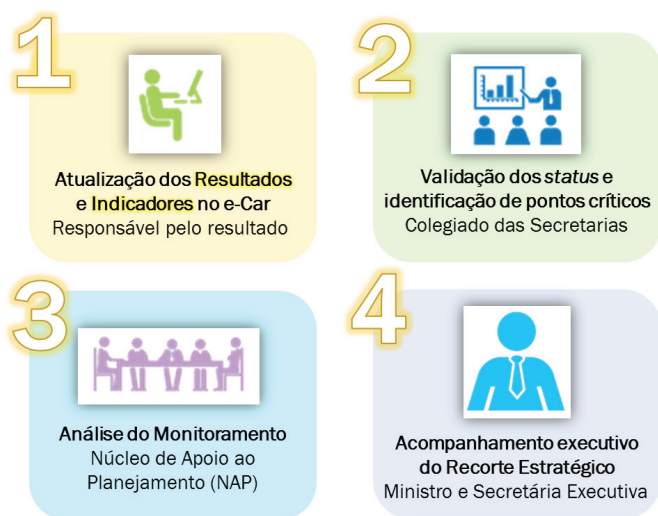 1
Atualização dos Resultados
e Indicadores no e-Car
Responsável pelo resultado
2
Validação dos status e
identificação de pontos críticos
Colegiado das Secretarias
3
Análise do Monitoramento
Núcleo de Apoio ao
Planejamento (NAP)
4
Acompanhamento executivo
do Recorte Estratégico
Ministro e Secretária Executiva